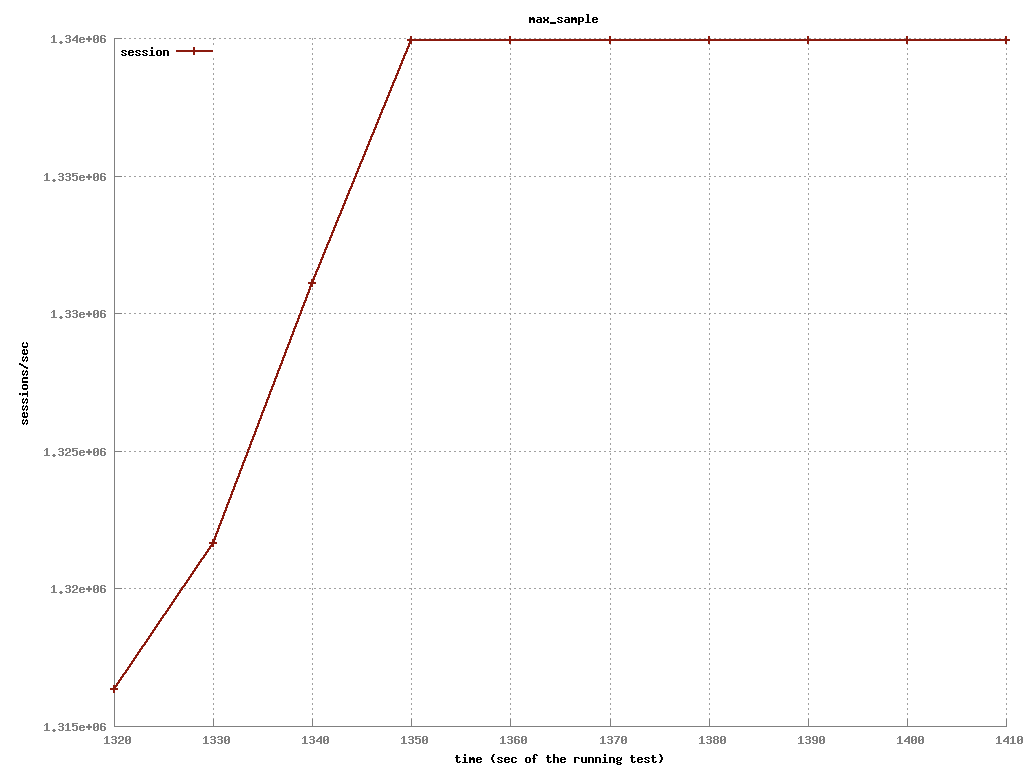 max_sample
1.34e+06
session
1.335e+06
1.33e+06
sessions/sec
1.325e+06
1.32e+06
1.315e+06
1320 1330 1340 1350 1360 1370 1380 1390 1400 1410
time (sec of the running test)